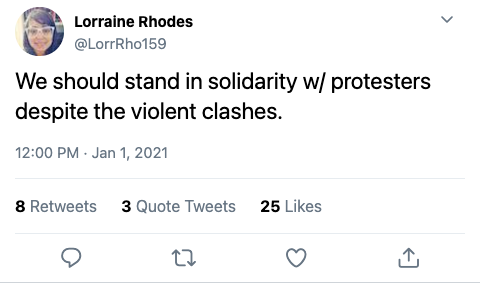 Lorraine Rhodes
@LorrRho159
We should stand in solidarity w/ protesters
despite the violent clashes.
12:00 PM · Jan 1, 2021
8 Retweets 3 Quote Tweets 25 Likes